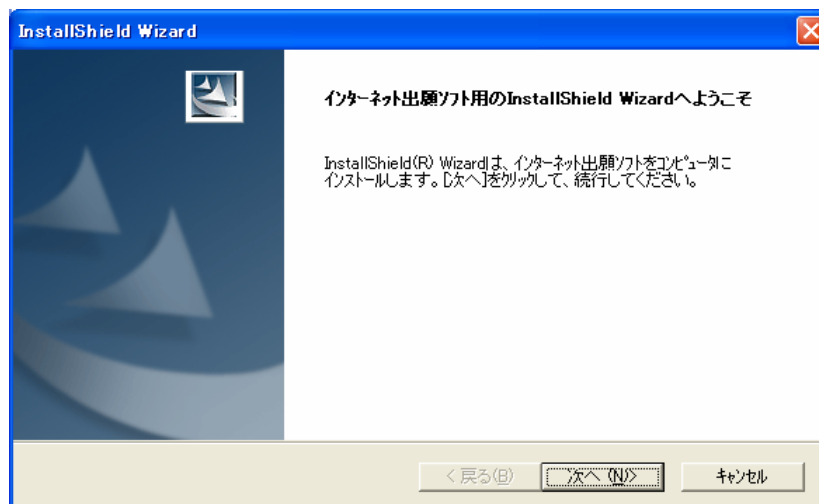 InstallShield Wizard
インターネット出願ソフト用のInstallShield Wizardへようこそ
InstallShield(R) Wizardは、インターネット出願ソフトをコンピュータに
インストールします。[次へ]をクリックして、続行してください。
< 戻る(B)
次へ (N)>
キャンセル